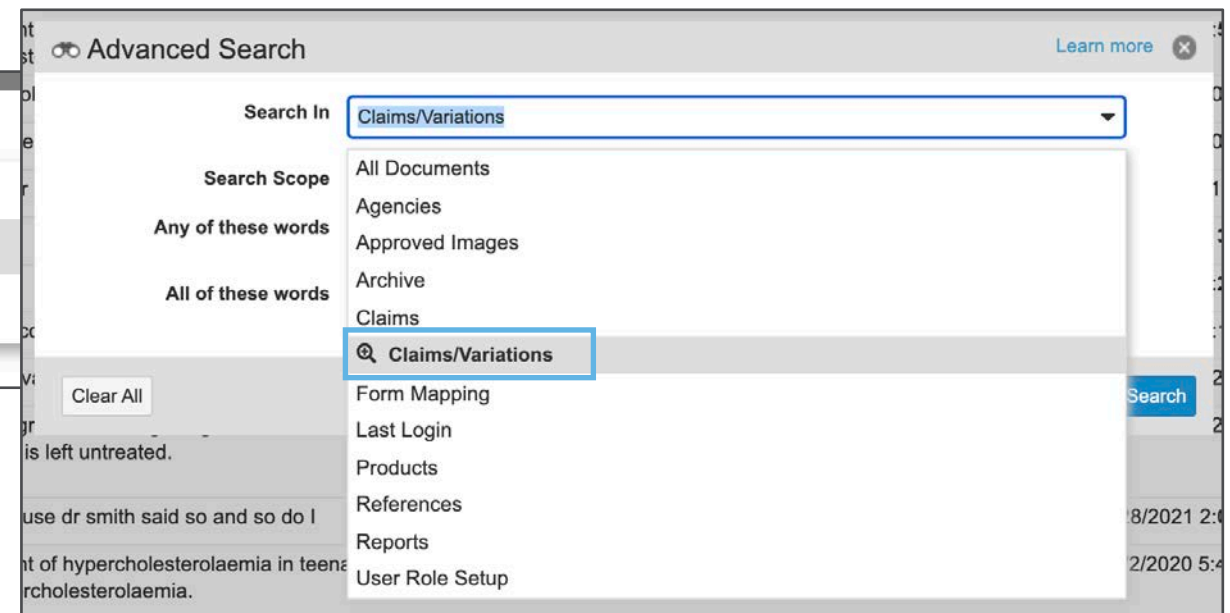 Advanced Search
Learn more
Search In
Claims/Variations
Search Scope
Any of these words
All of these words
All Documents
Agencies
Approved Images
Archive
Claims
Claims/Variations
Form Mapping
Last Login
Products
References
Reports
User Role Setup
Clear All
Search
is left untreated.
use dr smith said so and so do I
8/2021 2:
of hypercholesterolaemia in
2/2020 5:
rcholesterolaemia.